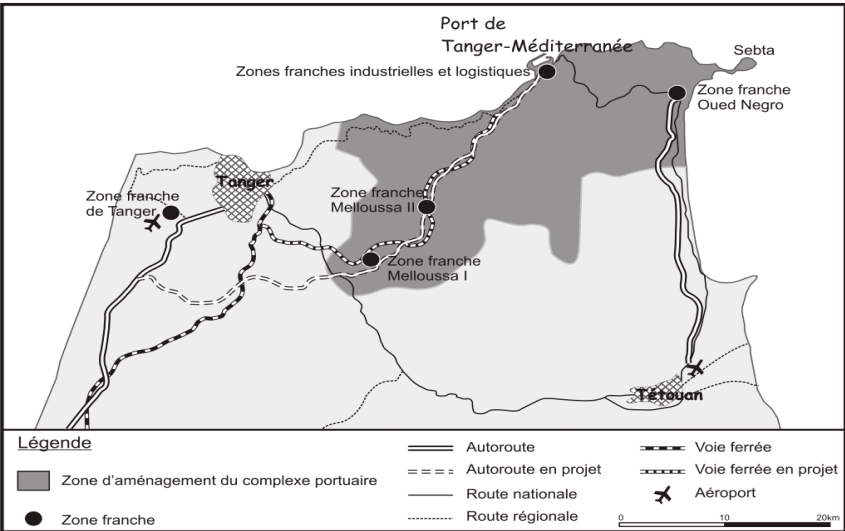 Port de
Tanger-Méditerranée
Sebta
Zones franches industrielles et logistiques
Zone franche
Oued Negro
Tanger
Zone franche
de Tanger
Zone franche
Melloussa II
Zone franche
Melloussa I
Tétouan
Légende
Zone d'aménagement du complexe portuaire
Zone franche
Autoroute
Autoroute en projet
Route nationale
Route régionale
Voie ferrée
Voie ferrée en projet
Aéroport
0 10 20km